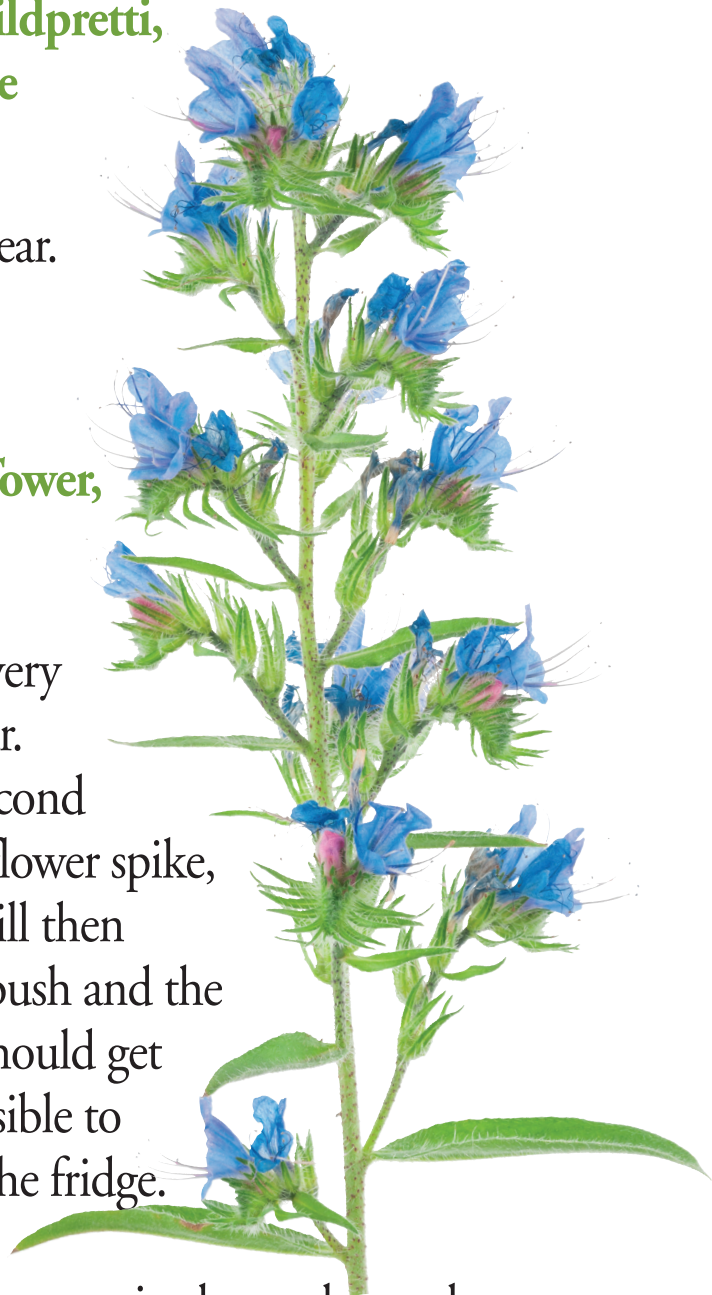 ildpretti,
e
ear.
ower,
very
r.
cond
lower spike,
ill then
bush and the
hould get
sible to
he fridge.